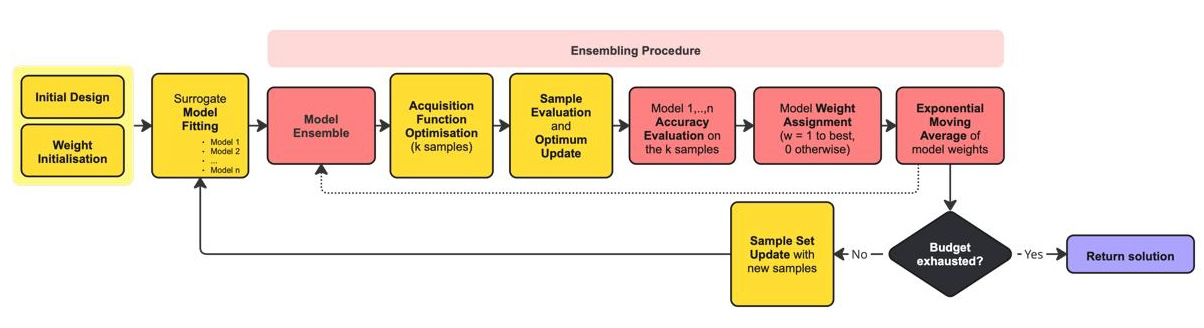 Ensembling Procedure
Initial Design
Weight
Initialisation
Surrogate
Model
Fitting
• Model 1
• Model 2
• ...
• Model n
Model
Ensemble
Acquisition
Function
Optimisation
(k samples)
Sample
Evaluation
and
Optimum
Update
Model 1,..,n
Accuracy
Evaluation on
the k samples
Model Weight
Assignment
(w = 1 to best,
0 otherwise)
Exponential
Moving
Average of
model weights
Sample Set
Update with
new samples
No
Budget
exhausted?
Yes
Return solution